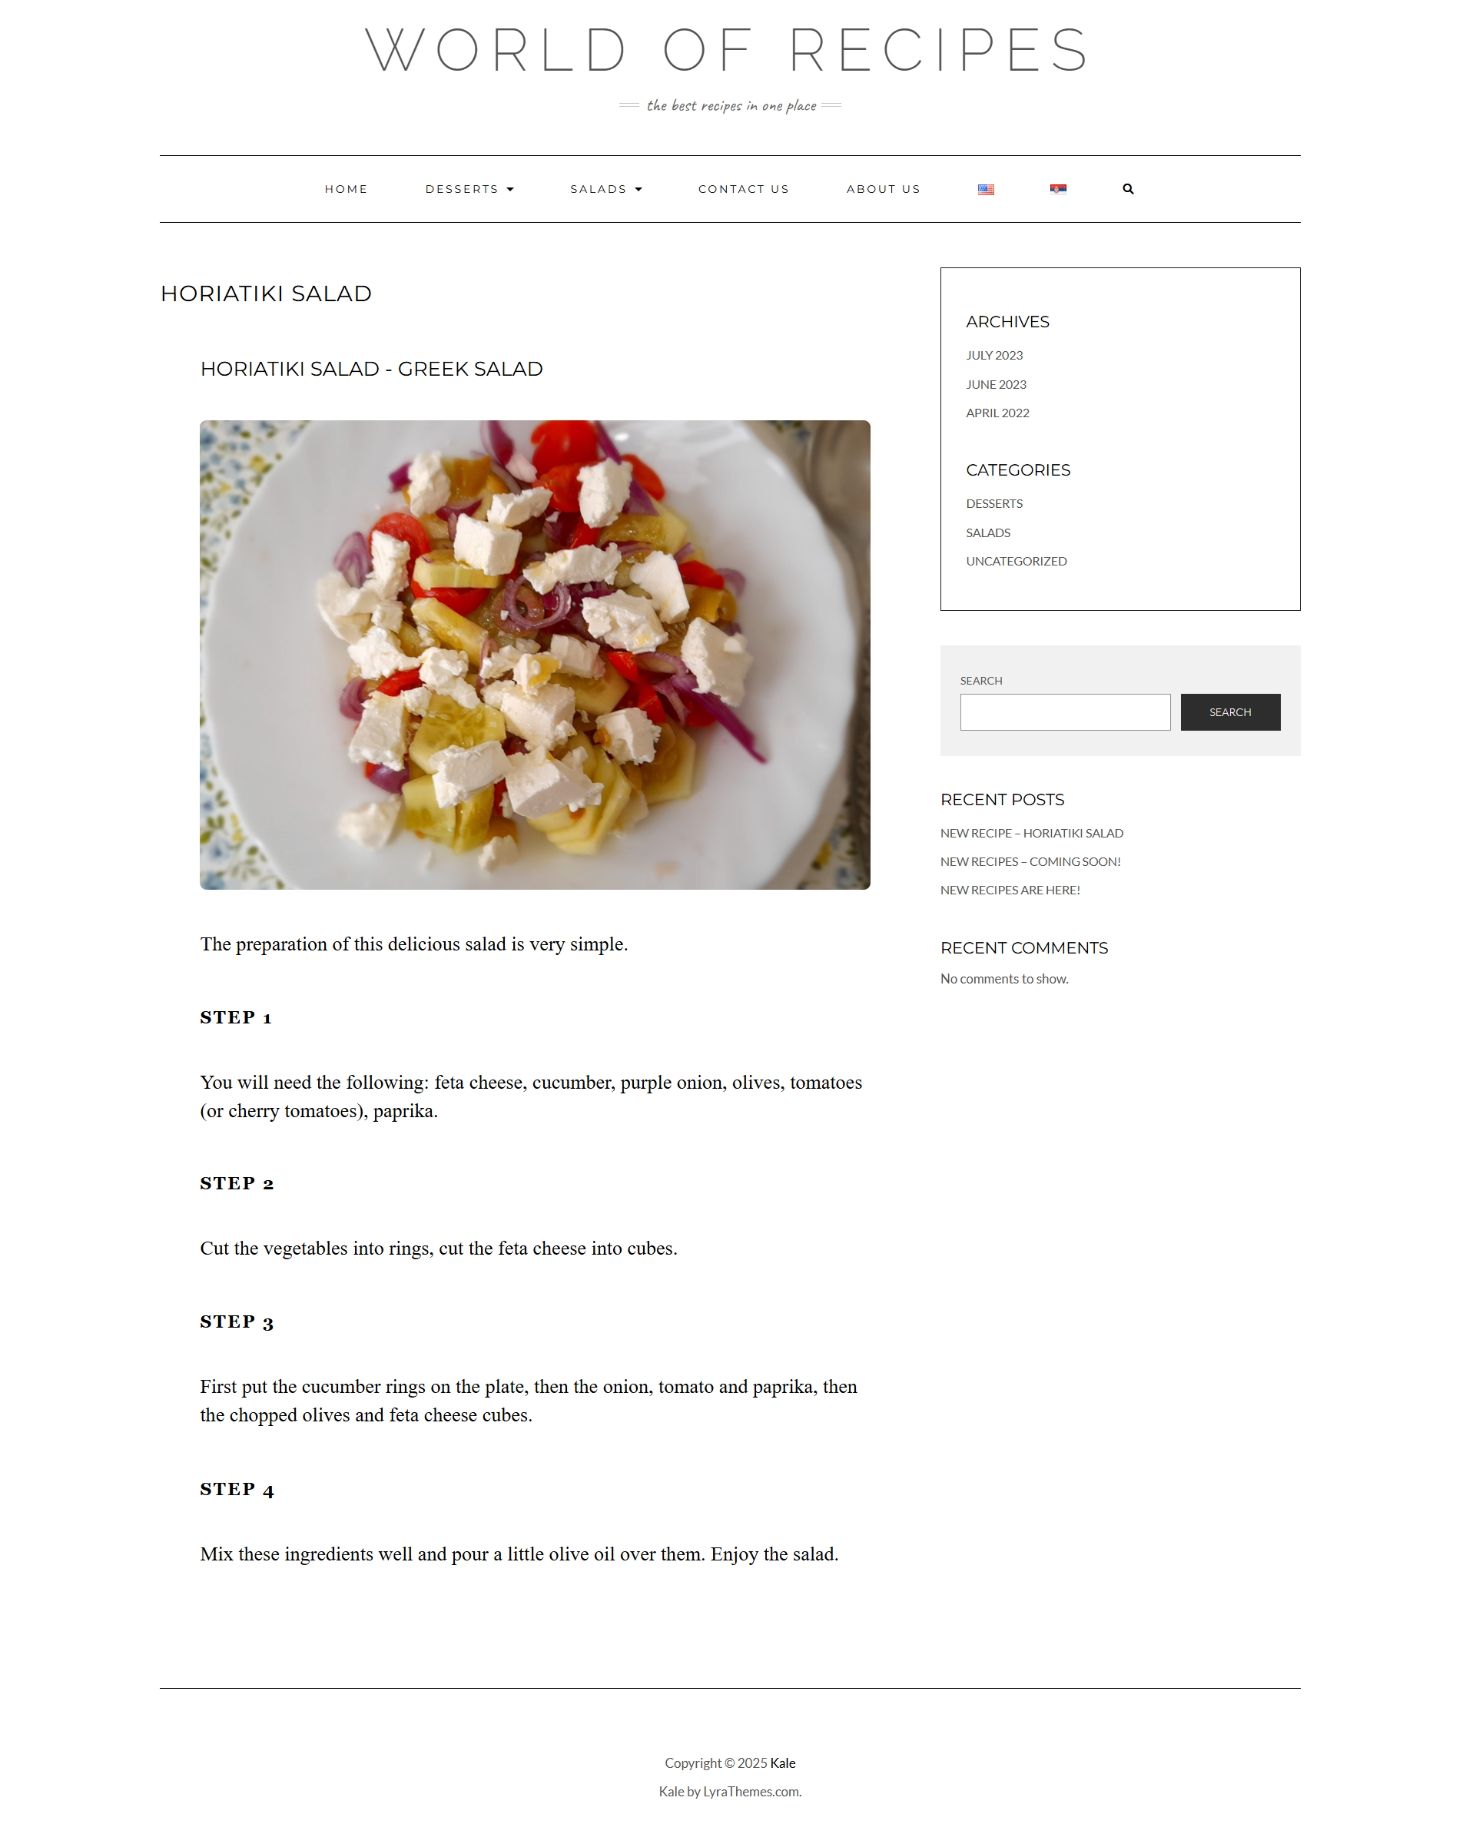 WORLD OF RECIPES
the best recipes in one place
HOME DESSERTS SALADS CONTACT US ABOUT US
HORIATIKI SALAD
HORIATIKI SALAD - GREEK SALAD
The preparation of this delicious salad is very simple.
STEP 1
You will need the following: feta cheese, cucumber, purple onion, olives, tomatoes
(or cherry tomatoes), paprika.
STEP 2
Cut the vegetables into rings, cut the feta cheese into cubes.
STEP 3
First put the cucumber rings on the plate, then the onion, tomato and paprika, then
the chopped olives and feta cheese cubes.
STEP 4
Mix these ingredients well and pour a little olive oil over them. Enjoy the salad.
ARCHIVES
JULY 2023
JUNE 2023
APRIL 2022
CATEGORIES
DESSERTS
SALADS
UNCATEGORIZED
SEARCH
SEARCH
RECENT POSTS
NEW RECIPE – HORIATIKI SALAD
NEW RECIPES – COMING SOON!
NEW RECIPES ARE HERE!
RECENT COMMENTS
No comments to show.
Copyright © 2025 Kale
Kale by LyraThemes.com.